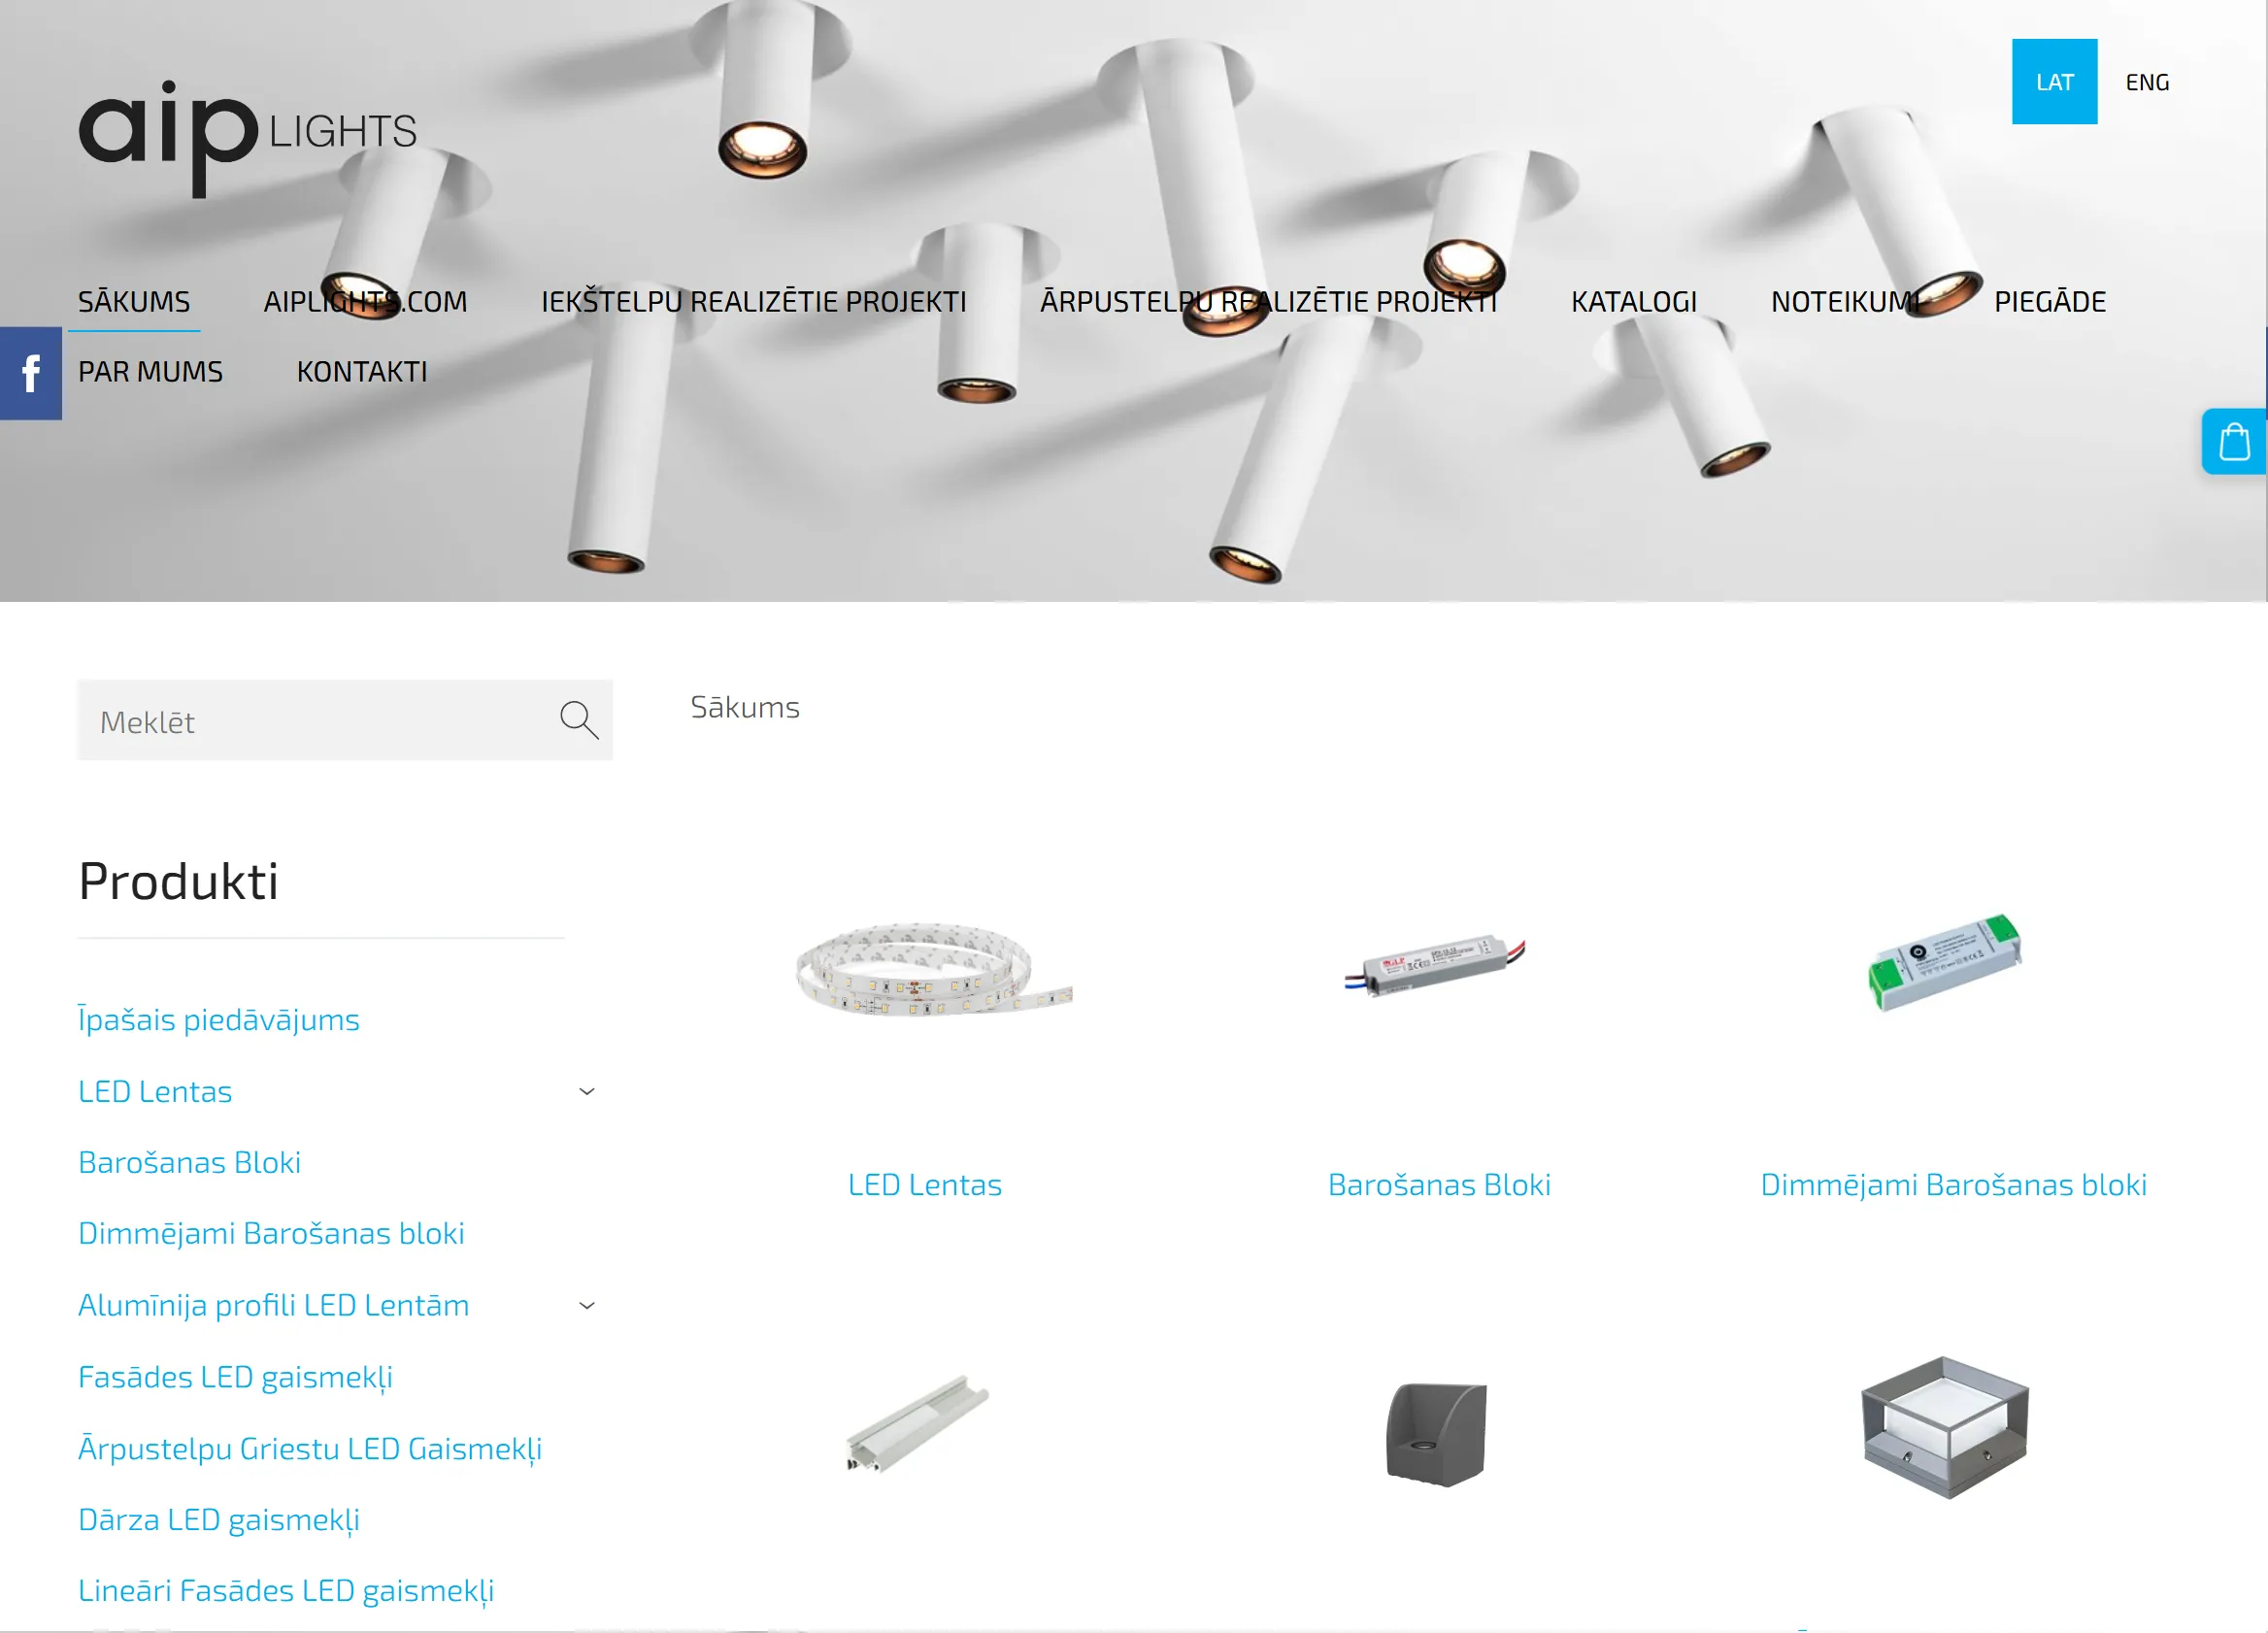 aip LIGHTS
LAT ENG
SĀKUMS AIPLIGHTS.COM IEKŠTELPU REALIZĒTIE PROJEKTI ĀRPUSTELPU REALIZĒTIE PROJEKTI KATALOGI NOTEIKUMI PIEGĀDE
PAR MUMS KONTAKTI
f
Meklēt
Sākums
Produkti
Īpašais piedāvājums
LED Lentas
Barošanas Bloki
Dimmējami Barošanas bloki
Alumīnija profili LED Lentām
Fasādes LED gaismekļi
Ārpustelpu Griestu LED Gaismekļi
Dārza LED gaismekļi
Lineāri Fasādes LED gaismekļi
LED Lentas
Barošanas Bloki
Dimmējami Barošanas bloki